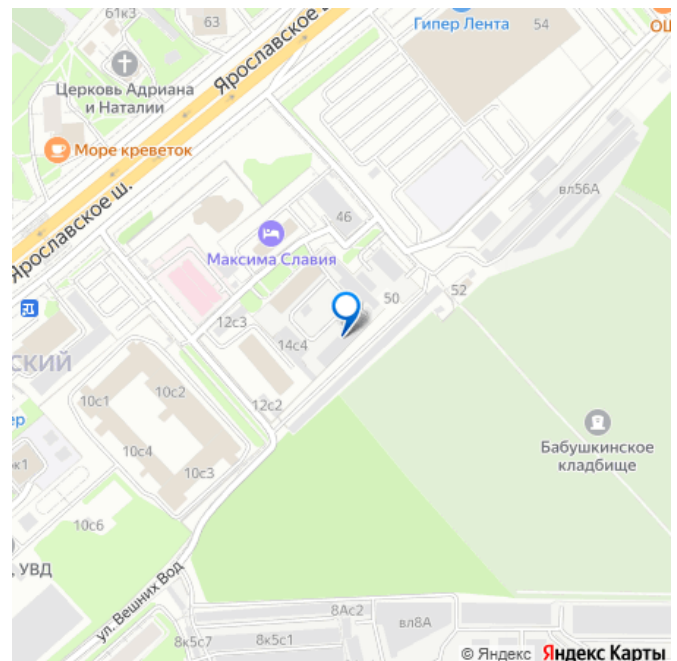 61к3
63
Ярославское ш.
Гипер Лента
54
Церковь Адриана
и Наталии
Море креветок
вл56А
46
Ярославское ш.
Максима Славия
50
52
12с3
14с4
СКИЙ
10с2
10с1
12с2
ер
Бабушкинское
кладбище
10с4
10с3
к1
10с6
УВД
ул. Вешних Вод
8Ас2
вл8А
8к5с7
8к5с1
© Яндекс Яндекс Карты